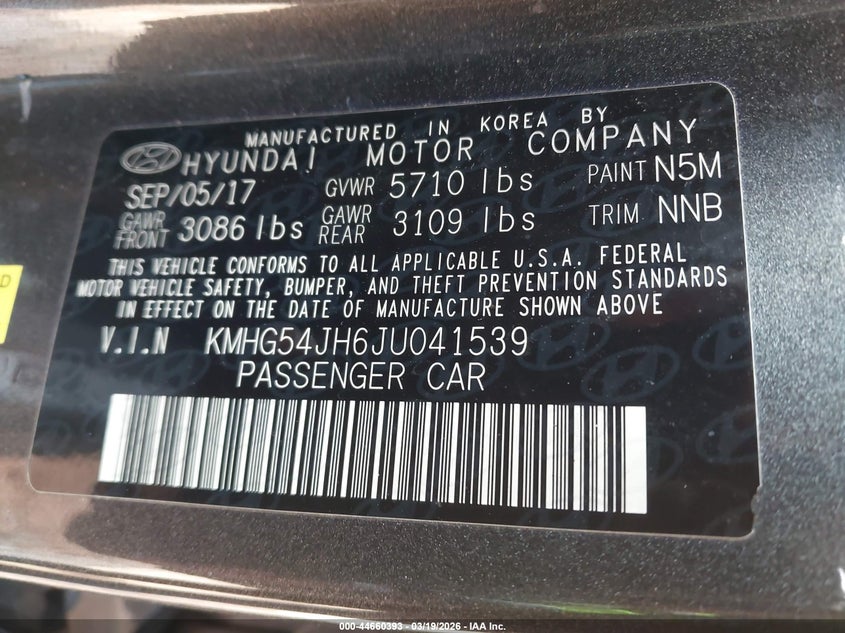 MANUFACTURED IN KOREA BY
HYUNDAI MOTOR COMPANY
SEP/05/17 GVWR 5710 lbs PAINT N5M
GAWR FRONT 3086 lbs GAWR REAR 3109 lbs TRIM NNB
THIS VEHICLE CONFORMS TO ALL APPLICABLE U.S.A. FEDERAL
MOTOR VEHICLE SAFETY, BUMPER, AND THEFT PREVENTION STANDARDS
IN EFFECT ON THE DATE OF MANUFACTURE SHOWN ABOVE
V.I.N KMHG54JH6JU041539
PASSENGER CAR
D
000-44660393 - 03/19/2026 - IAA Inc.